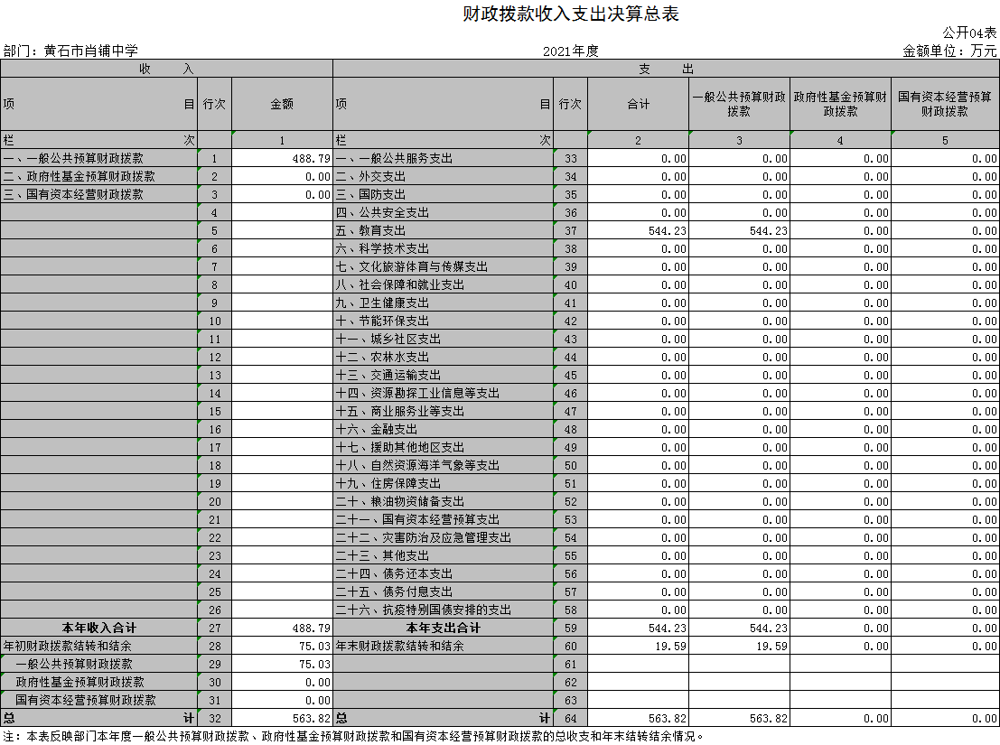 财政拨款收入支出决算总表
公开04表
部门：黄石市肖铺中学 2021年度 金额单位：万元
收 入 支 出
项 目 行次 金额 项 目 行次 合计 一般公共预算财政拨款 政府性基金预算财政拨款 国有资本经营预算财政拨款
栏 次 1 栏 次 2 3 4 5
一、一般公共预算财政拨款 1 488.79 一、一般公共服务支出 33 0.00 0.00 0.00 0.00
二、政府性基金预算财政拨款 2 0.00 二、外交支出 34 0.00 0.00 0.00 0.00
三、国有资本经营财政拨款 3 0.00 三、国防支出 35 0.00 0.00 0.00 0.00
4 四、公共安全支出 36 0.00 0.00 0.00 0.00
5 五、教育支出 37 544.23 544.23 0.00 0.00
6 六、科学技术支出 38 0.00 0.00 0.00 0.00
7 七、文化旅游体育与传媒支出 39 0.00 0.00 0.00 0.00
8 八、社会保障和就业支出 40 0.00 0.00 0.00 0.00
9 九、卫生健康支出 41 0.00 0.00 0.00 0.00
10 十、节能环保支出 42 0.00 0.00 0.00 0.00
11 十一、城乡社区支出 43 0.00 0.00 0.00 0.00
12 十二、农林水支出 44 0.00 0.00 0.00 0.00
13 十三、交通运输支出 45 0.00 0.00 0.00 0.00
14 十四、资源勘探工业信息等支出 46 0.00 0.00 0.00 0.00
15 十五、商业服务业等支出 47 0.00 0.00 0.00 0.00
16 十六、金融支出 48 0.00 0.00 0.00 0.00
17 十七、援助其他地区支出 49 0.00 0.00 0.00 0.00
18 十八、自然资源海洋气象等支出 50 0.00 0.00 0.00 0.00
19 十九、住房保障支出 51 0.00 0.00 0.00 0.00
20 二十、粮油物资储备支出 52 0.00 0.00 0.00 0.00
21 二十一、国有资本经营预算支出 53 0.00 0.00 0.00 0.00
22 二十二、灾害防治及应急管理支出 54 0.00 0.00 0.00 0.00
23 二十三、其他支出 55 0.00 0.00 0.00 0.00
24 二十四、债务还本支出 56 0.00 0.00 0.00 0.00
25 二十五、债务付息支出 57 0.00 0.00 0.00 0.00
26 二十六、抗疫特别国债安排的支出 58 0.00 0.00 0.00 0.00
本年收入合计 27 488.79 本年支出合计 59 544.23 544.23 0.00 0.00
年初财政拨款结转和结余 28 75.03 年末财政拨款结转和结余 60 19.59 19.59 0.00 0.00
一般公共预算财政拨款 29 75.03 61
政府性基金预算财政拨款 30 0.00 62
国有资本经营预算财政拨款 31 0.00 63
总 计 32 563.82 总 计 64 563.82 563.82 0.00 0.00
注：本表反映部门本年度一般公共预算财政拨款、政府性基金预算财政拨款和国有资本经营预算财政拨款的总收支和年末结转结余情况。